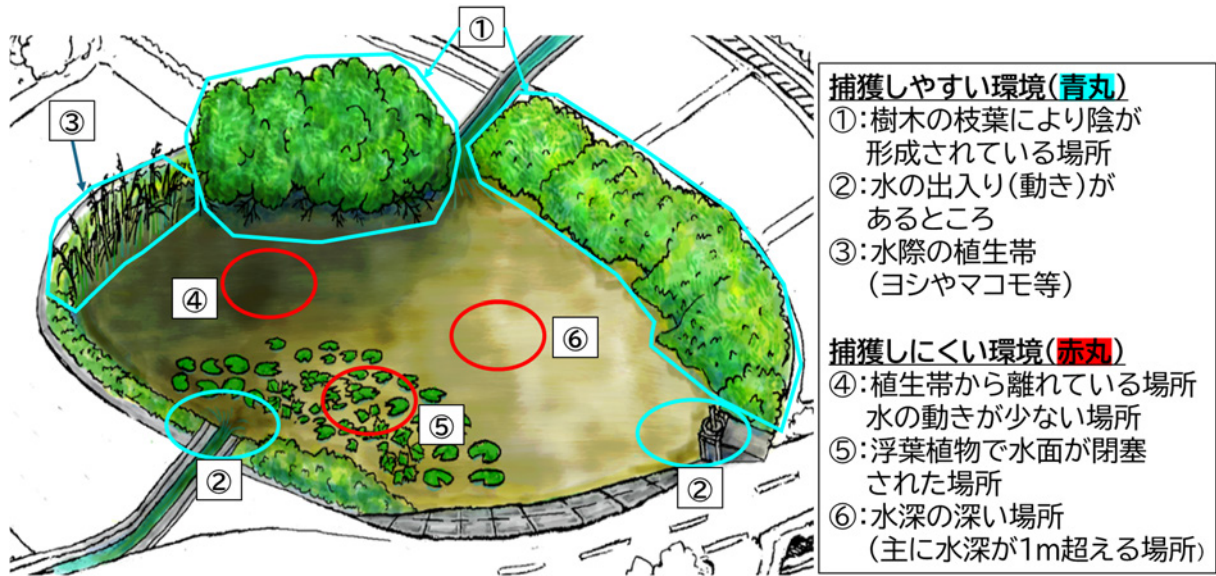 ①
③
④
⑥
⑤
②
②
捕獲しやすい環境(青丸)
①:樹木の枝葉により陰が
形成されている場所
②:水の出入り(動き)が
あるところ
③:水際の植生帯
(ヨシやマコモ等)
捕獲しにくい環境(赤丸)
④:植生帯から離れている場所
水の動きが少ない場所
⑤:浮葉植物で水面が閉塞
された場所
⑥:水深の深い場所
(主に水深が1m超える場所)